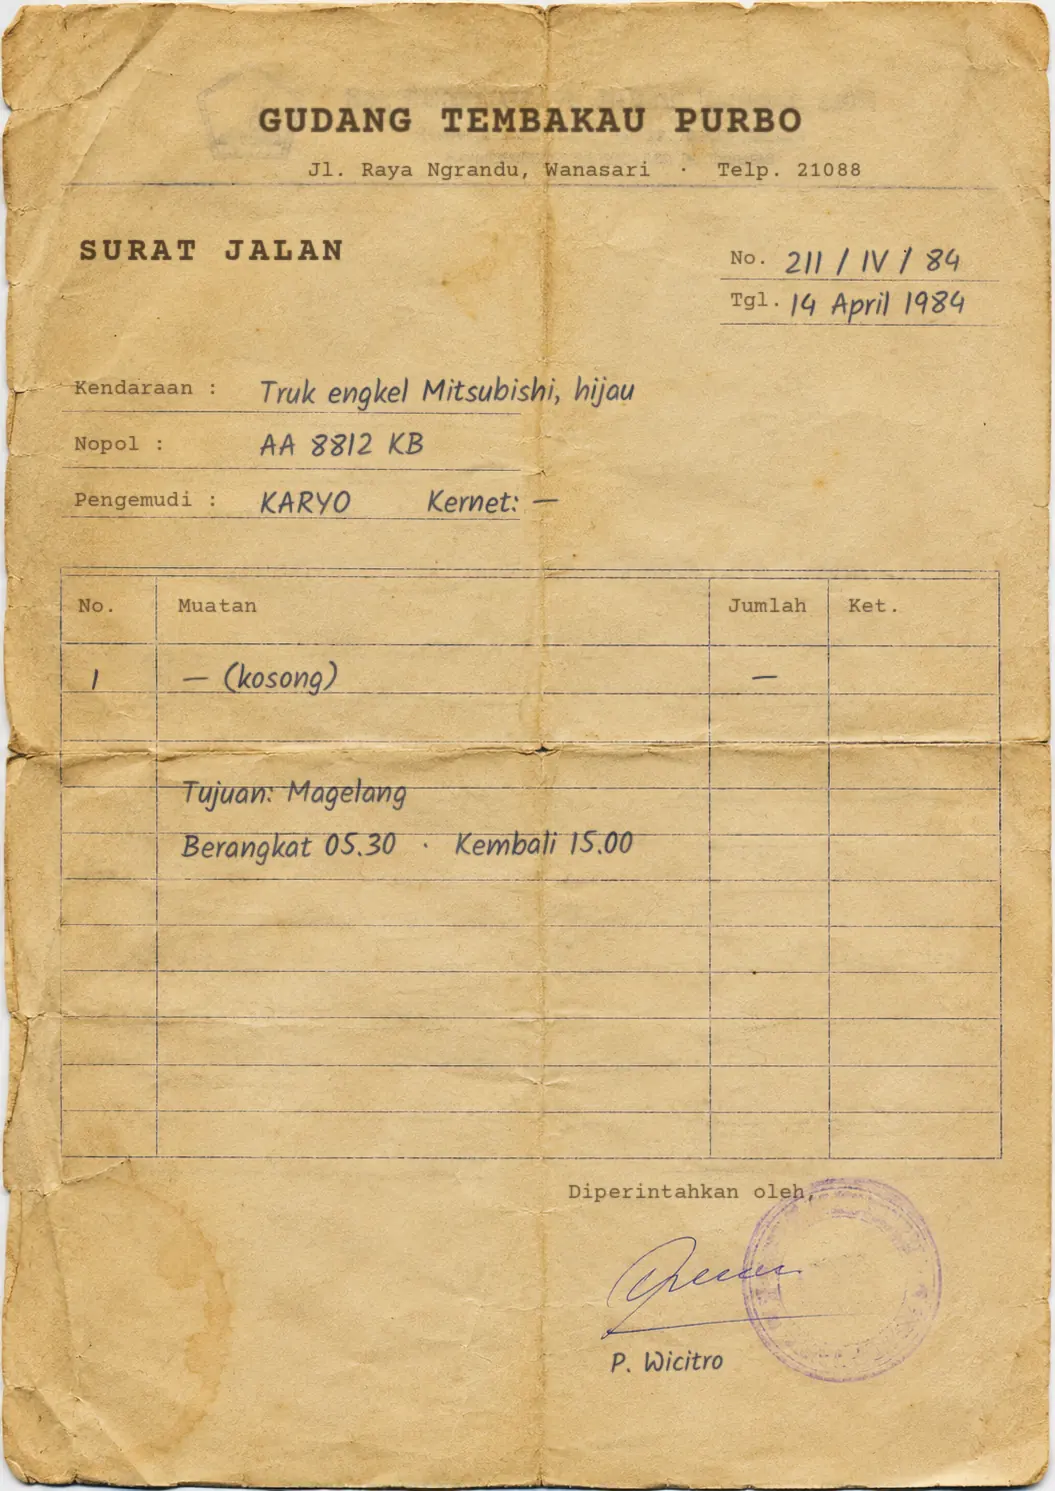 GUDANG TEMBAKAU PURBO
Jl. Raya Ngrandu, Wanasari · Telp. 21088
SURAT JALAN
No. 211 / IV / 84
Tgl. 14 April 1984
Kendaraan : Truk engkel Mitsubishi, hijau
Nopol : AA 8812 KB
Pengemudi : KARYO Kernet: —
No. Muatan Jumlah Ket.
1 — (kosong) —
Tujuan: Magelang
Berangkat 05.30 · Kembali 15.00
Diperintahkan oleh,
P. Wicitro